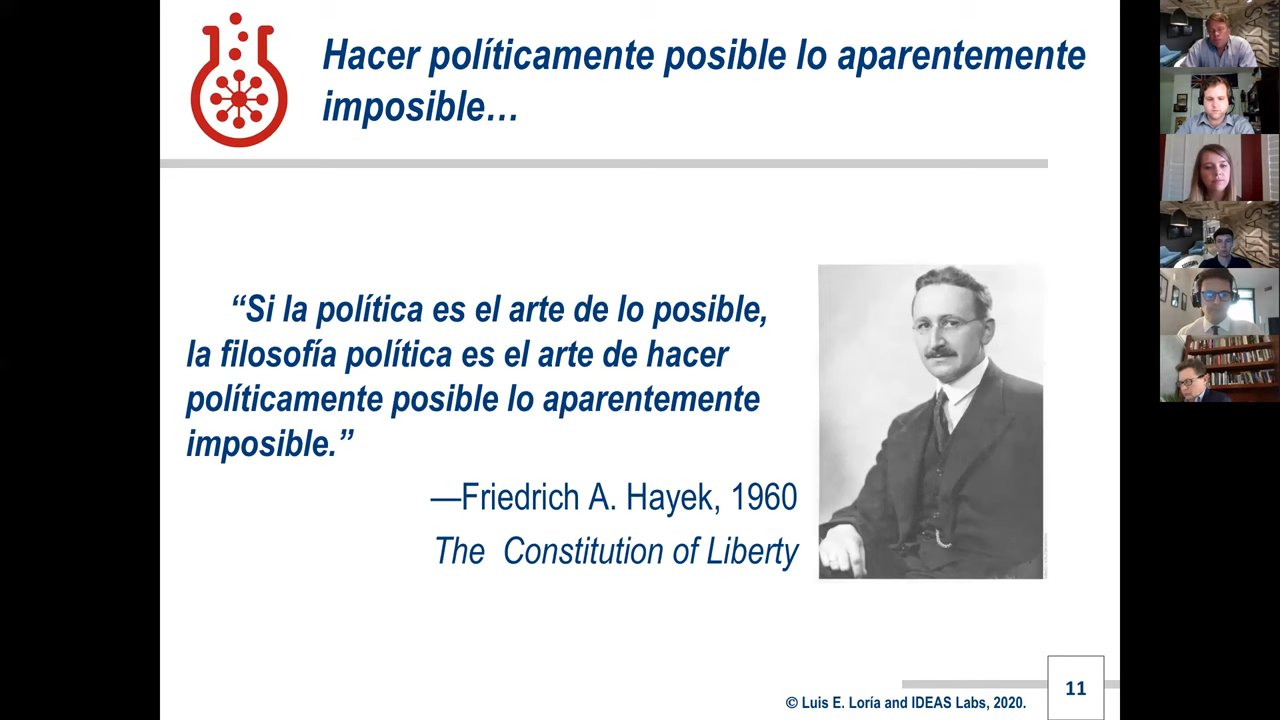 Hacer políticamente posible lo aparentemente
imposible…
“Si la política es el arte de lo posible,
la filosofía política es el arte de hacer
políticamente posible lo aparentemente
imposible.”
—Friedrich A. Hayek, 1960
The Constitution of Liberty
© Luis E. Loría and IDEAS Labs, 2020.
11